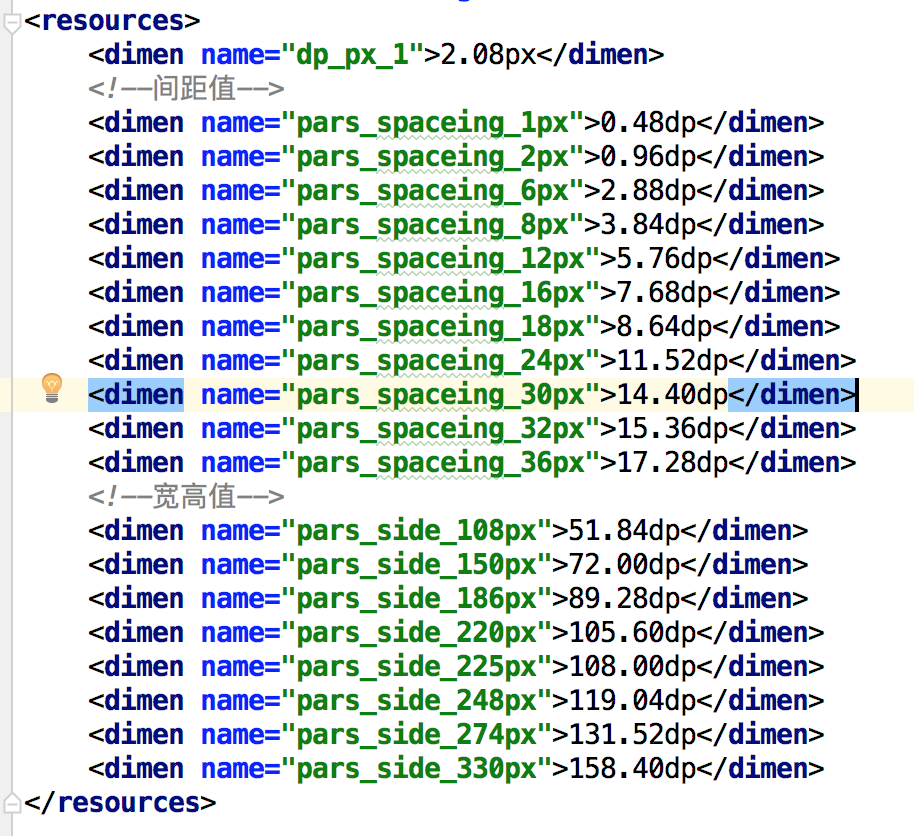 <resources>
<dimen name="dp_px_1">2.08px</dimen>
<!--间距值-->
<dimen name="pars_spaceing_1px">0.48dp</dimen>
<dimen name="pars_spaceing_2px">0.96dp</dimen>
<dimen name="pars_spaceing_6px">2.88dp</dimen>
<dimen name="pars_spaceing_8px">3.84dp</dimen>
<dimen name="pars_spaceing_12px">5.76dp</dimen>
<dimen name="pars_spaceing_16px">7.68dp</dimen>
<dimen name="pars_spaceing_18px">8.64dp</dimen>
<dimen name="pars_spaceing_24px">11.52dp</dimen>
<dimen name="pars_spaceing_30px">14.40dp</dimen>
<dimen name="pars_spaceing_32px">15.36dp</dimen>
<dimen name="pars_spaceing_36px">17.28dp</dimen>
<!--宽高值-->
<dimen name="pars_side_108px">51.84dp</dimen>
<dimen name="pars_side_150px">72.00dp</dimen>
<dimen name="pars_side_186px">89.28dp</dimen>
<dimen name="pars_side_220px">105.60dp</dimen>
<dimen name="pars_side_225px">108.00dp</dimen>
<dimen name="pars_side_248px">119.04dp</dimen>
<dimen name="pars_side_274px">131.52dp</dimen>
<dimen name="pars_side_330px">158.40dp</dimen>
</resources>